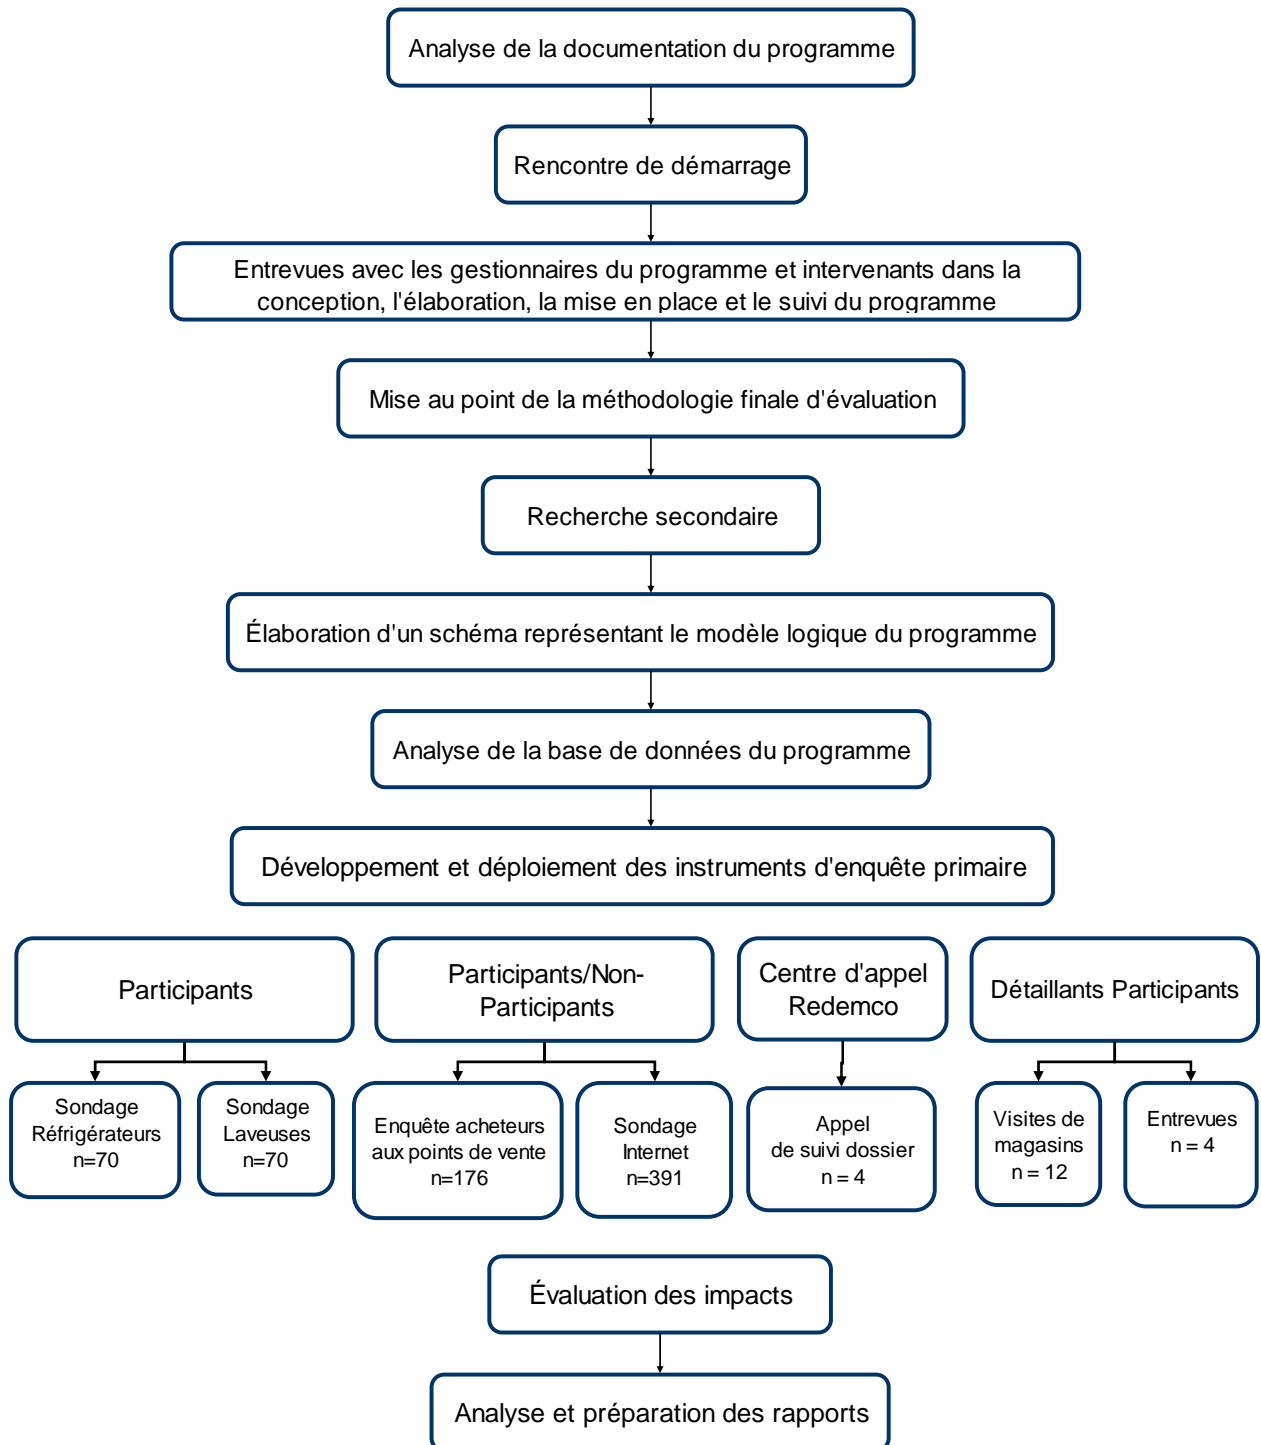 Analyse de la documentation du programme
Rencontre de démarrage
Entrevues avec les gestionnaires du programme et intervenants dans la
conception, l'élaboration, la mise en place et le suivi du programme
Mise au point de la méthodologie finale d'évaluation
Recherche secondaire
Élaboration d'un schéma représentant le modèle logique du programme
Analyse de la base de données du programme
Développement et déploiement des instruments d'enquête primaire
Participants
Participants/Non-
Participants
Centre d'appel
Redemco
Détaillants Participants
Sondage
Réfrigérateurs
n=70
Sondage
Laveuses
n=70
Enquête acheteurs
aux points de vente
n=176
Sondage
Internet
n=391
Appel
de suivi dossier
n = 4
Visites de
magasins
n = 12
Entrevues
n = 4
Évaluation des impacts
Analyse et préparation des rapports